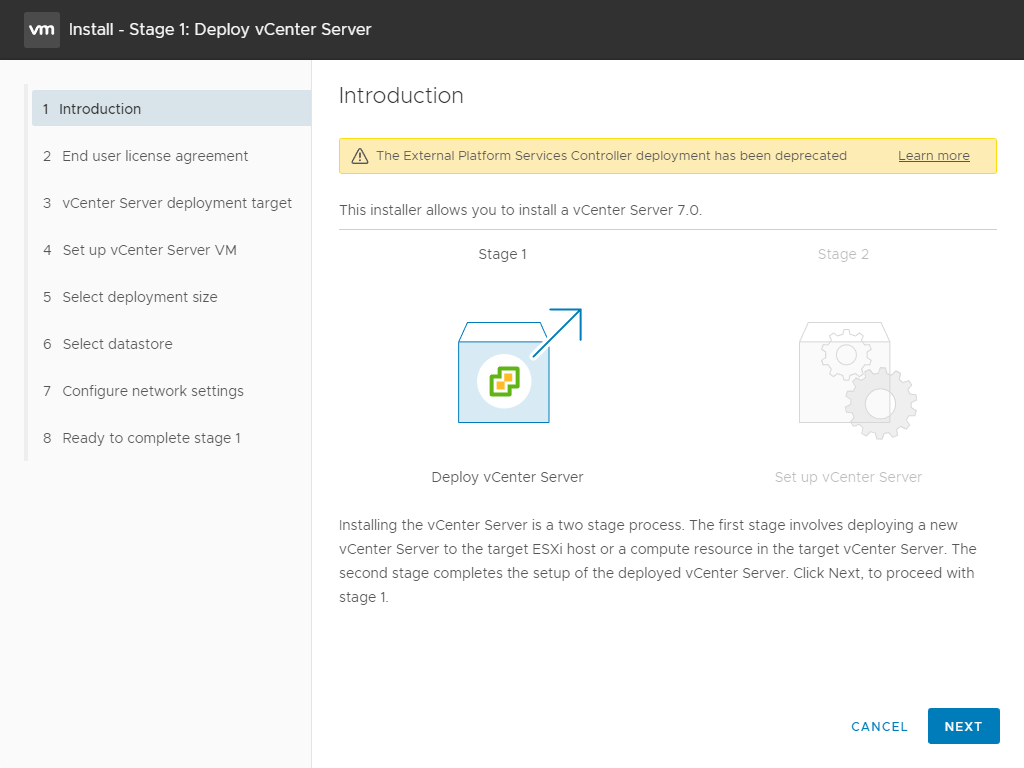 vm Install - Stage 1: Deploy vCenter Server
1 Introduction
2 End user license agreement
3 vCenter Server deployment target
4 Set up vCenter Server VM
5 Select deployment size
6 Select datastore
7 Configure network settings
8 Ready to complete stage 1
Introduction
The External Platform Services Controller deployment has been deprecated Learn more
This installer allows you to install a vCenter Server 7.0.
Stage 1 Stage 2
Deploy vCenter Server Set up vCenter Server
Installing the vCenter Server is a two stage process. The first stage involves deploying a new
vCenter Server to the target ESXi host or a compute resource in the target vCenter Server. The
second stage completes the setup of the deployed vCenter Server. Click Next, to proceed with
stage 1.
CANCEL NEXT